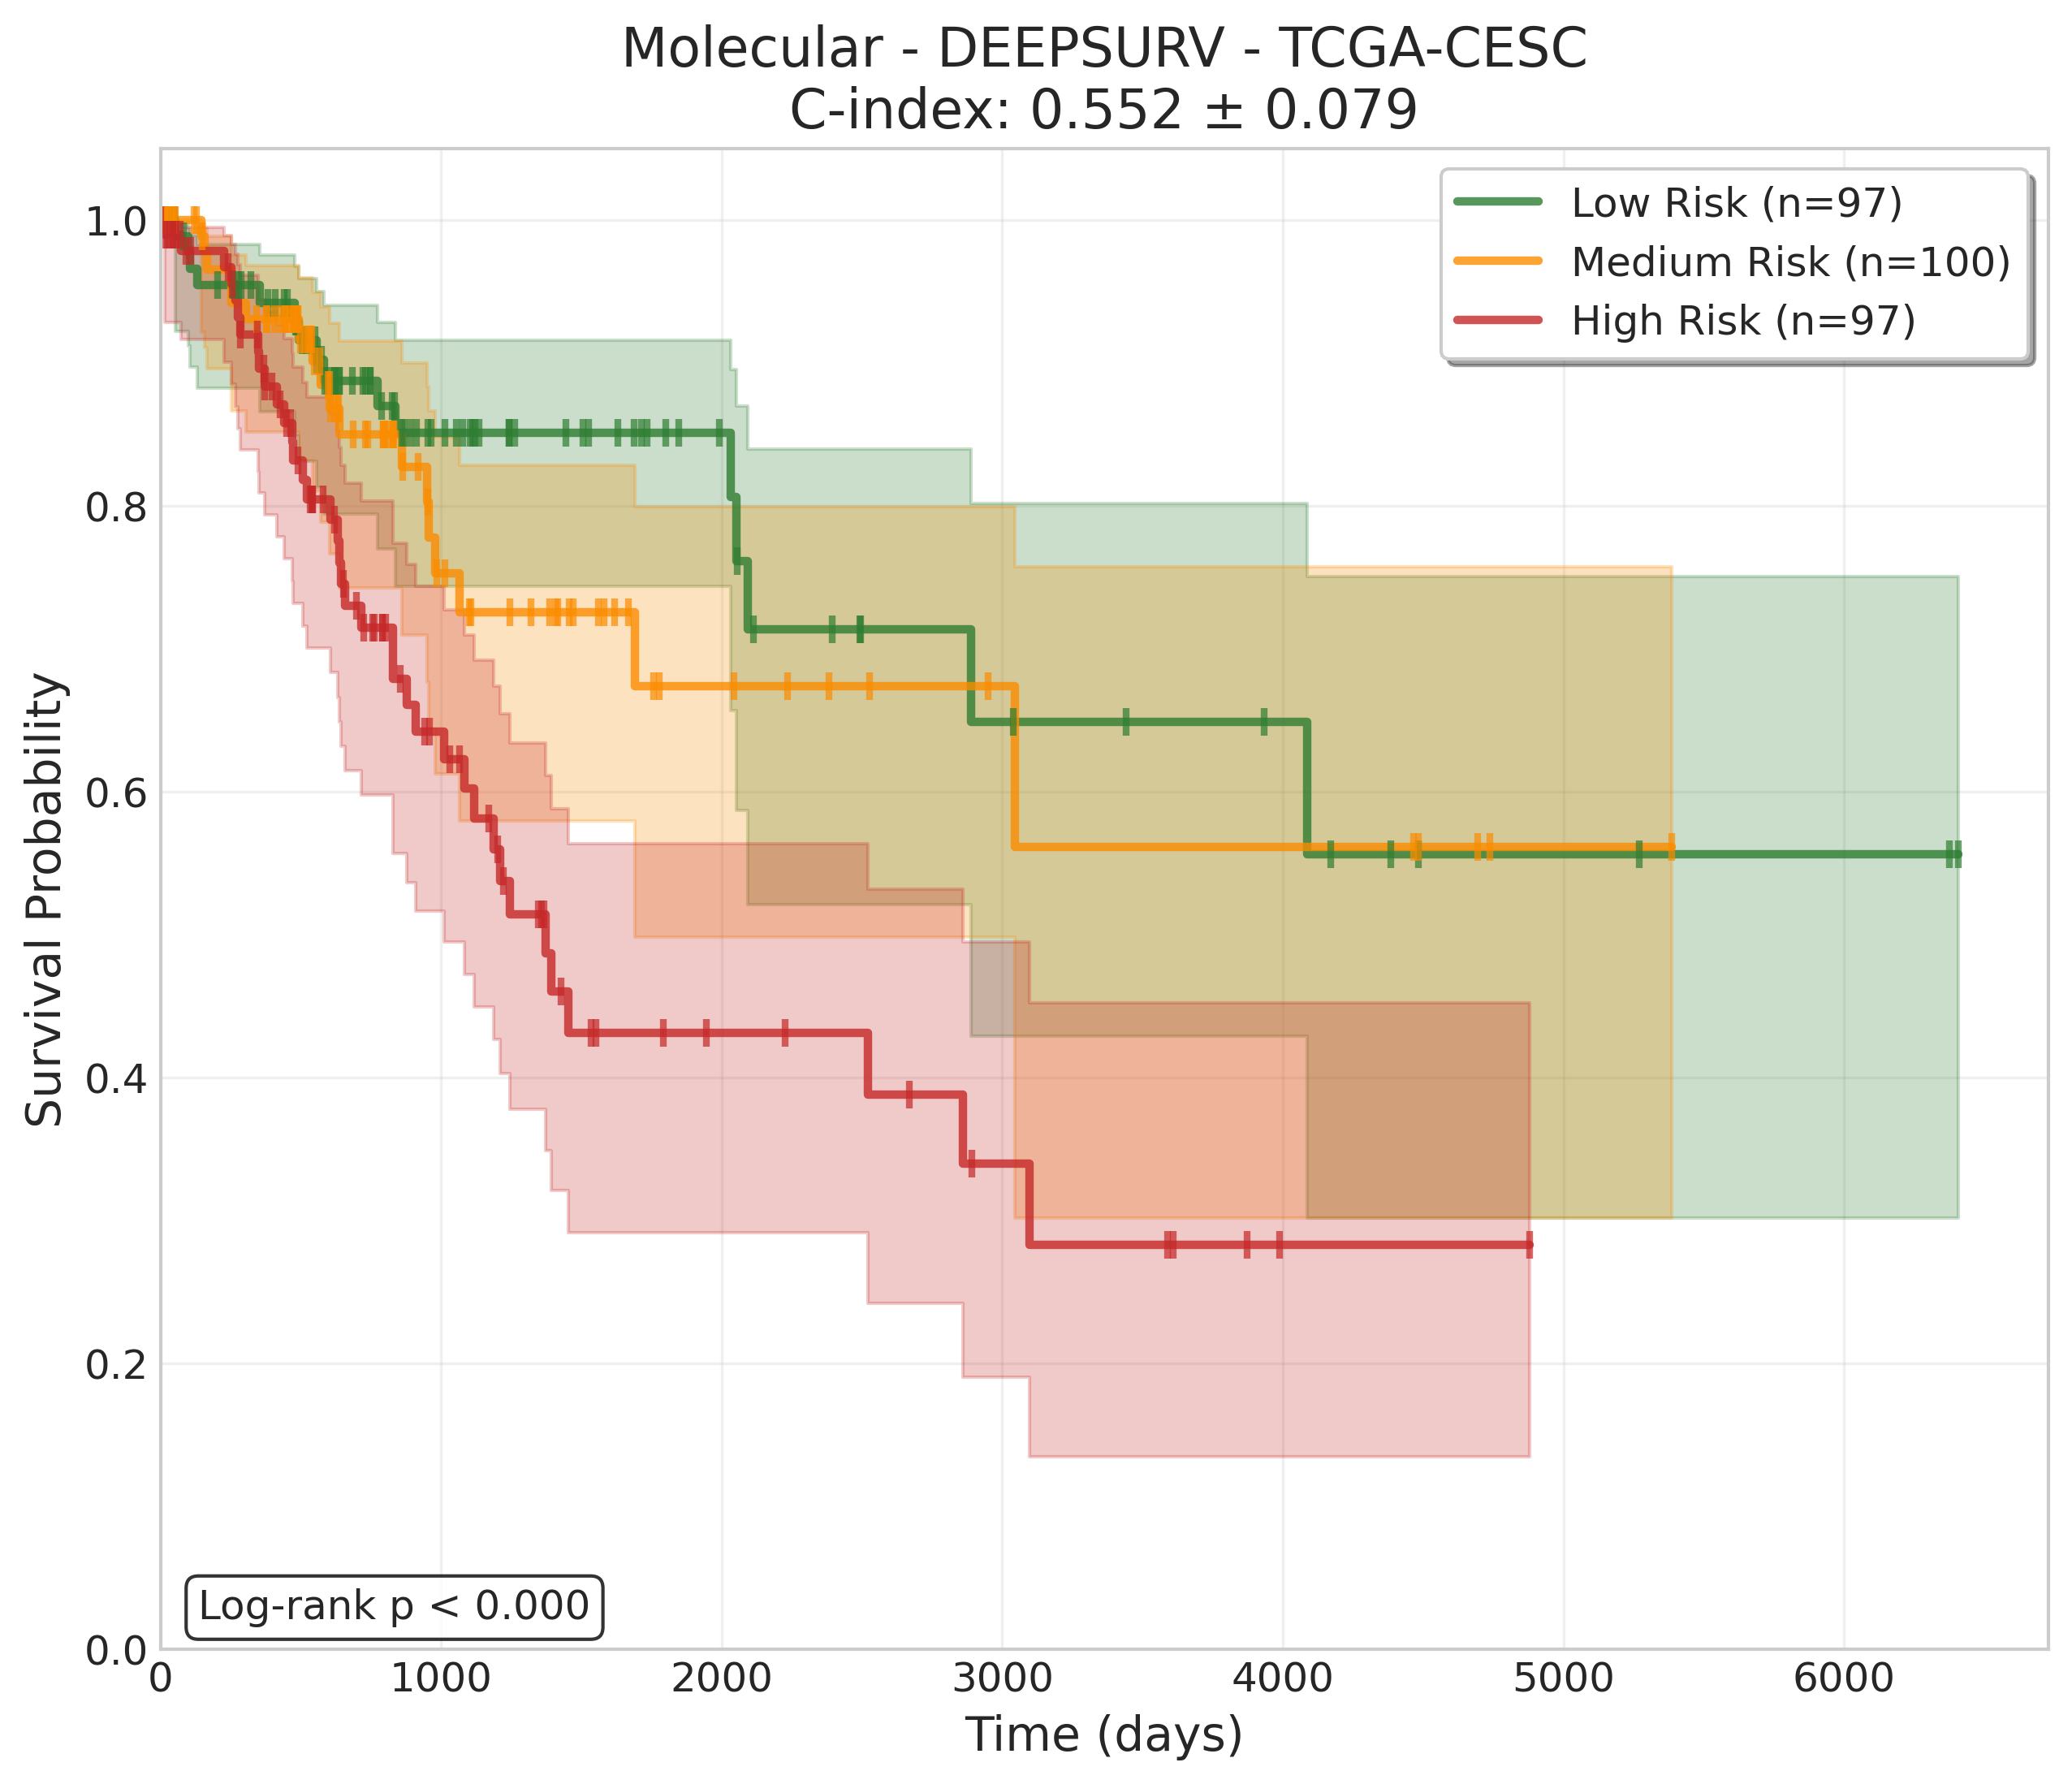 Molecular - DEEPSURV - TCGA-CESC
C-index: 0.552 ± 0.079
Low Risk (n=97)
Medium Risk (n=100)
High Risk (n=97)
Survival Probability
1.0
0.8
0.6
0.4
0.2
0.0
Log-rank p < 0.000
0 1000 2000 3000 4000 5000 6000
Time (days)